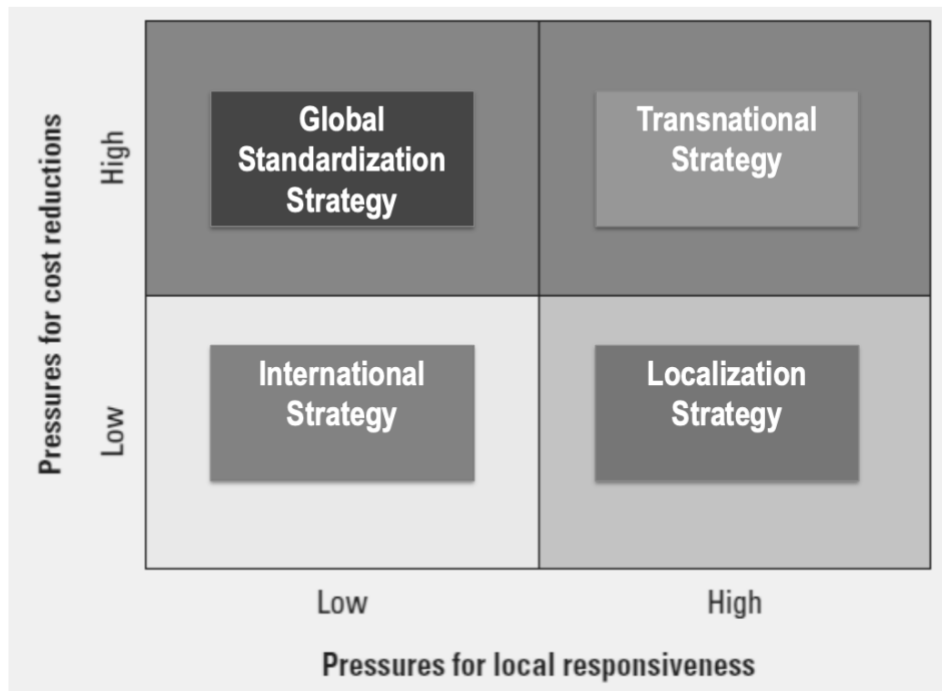 Pressures for cost reductions
High
Low
Global
Standardization
Strategy
Transnational
Strategy
International
Strategy
Localization
Strategy
Low
High
Pressures for local responsiveness